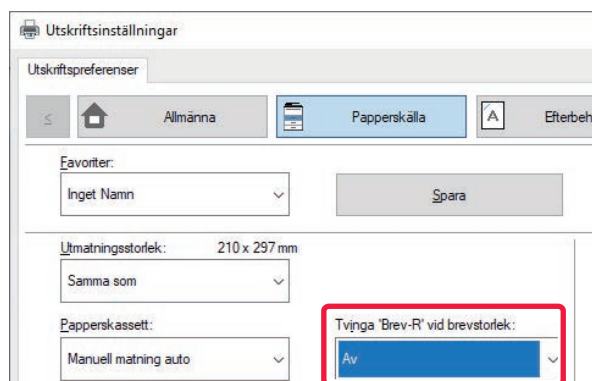 Utskriftsinställningar
Utskriftspreferenser
≤ Allmänna Papperskälla A Efterbeh
Favoriter:
Inget Namn Spara
Utmatningsstorlek: 210 x 297 mm
Samma som
Papperskassett: Tvinga 'Brev-R' vid brevstorlek:
Manuell matning auto Av